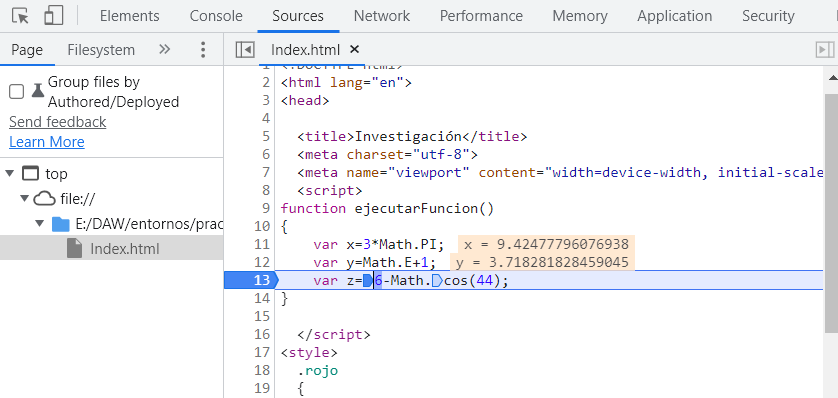 Elements Console Sources Network Performance Memory Application Security
Page Filesystem
Index.html
Group files by
Authored/Deployed
Send feedback
Learn More
top
file://
E:/DAW/entornos/prac
Index.html
1 <!DOCTYPE html>
2 <html lang="en">
3 <head>
4
5 <title>Investigación</title>
6 <meta charset="utf-8">
7 <meta name="viewport" content="width=device-width, initial-scale
8 <script>
9 function ejecutarFuncion()
10 {
11 var x=3*Math.PI; x = 9.42477796076938
12 var y=Math.E+1; y = 3.718281828459045
13 var z=6-Math.cos(44);
14 }
15
16 </script>
17 <style>
18 .rojo
19 {